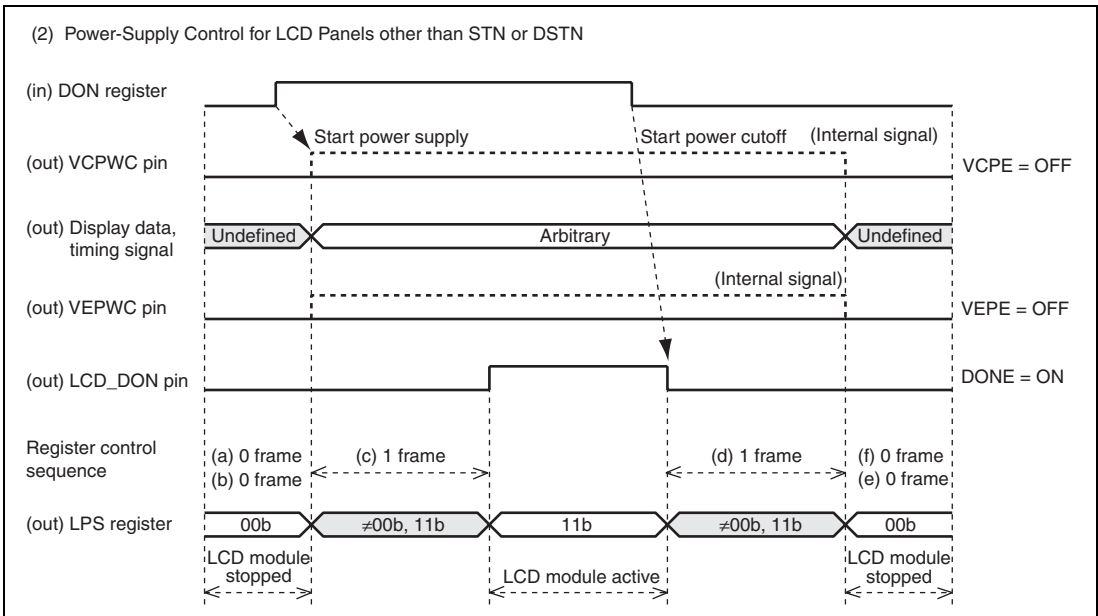 (2) Power-Supply Control for LCD Panels other than STN or DSTN
(in) DON register
Start power supply
Start power cutoff
(Internal signal)
(out) VCPWC pin
VCPE = OFF
(out) Display data,
timing signal
Undefined
Arbitrary
Undefined
(Internal signal)
(out) VEPWC pin
VEPE = OFF
(out) LCD_DON pin
DONE = ON
Register control
sequence
(a) 0 frame
(b) 0 frame
(c) 1 frame
(d) 1 frame
(f) 0 frame
(e) 0 frame
(out) LPS register
00b
≠00b, 11b
11b
≠00b, 11b
00b
LCD module
stopped
LCD module active
LCD module
stopped